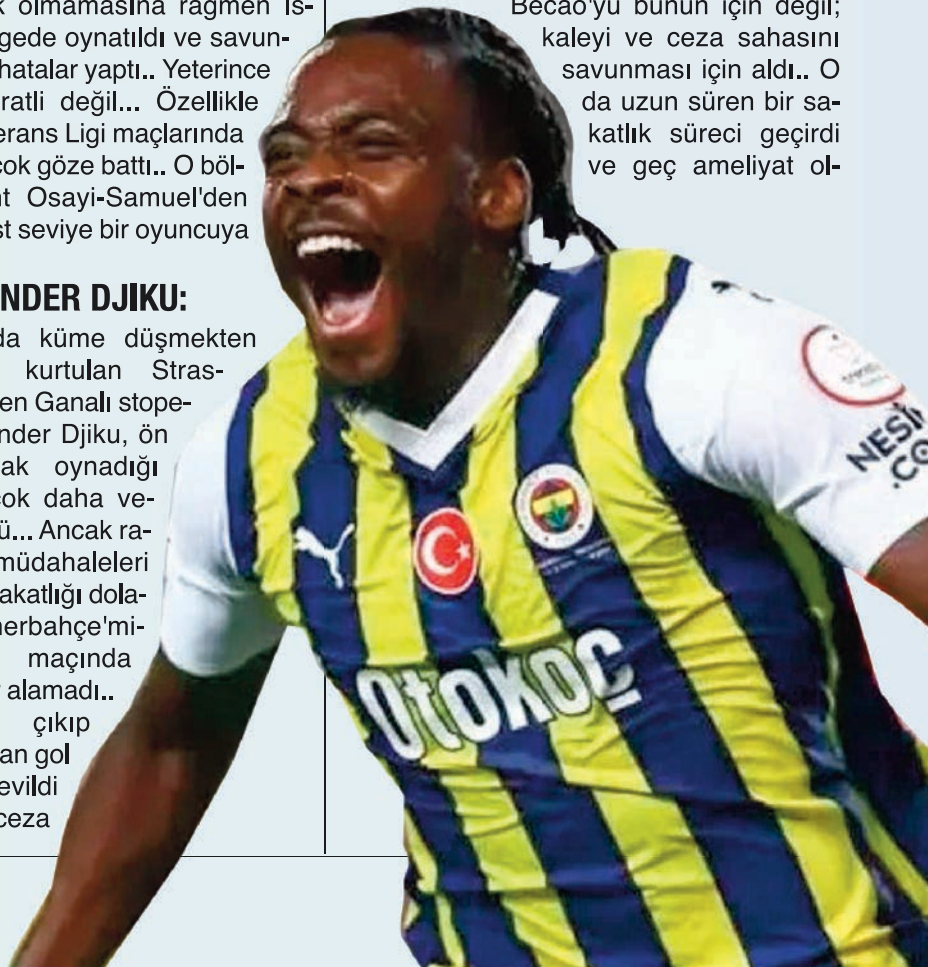 olmamasına rağmen İs-
gede oynatıldı ve savun-
hatalar yaptı.. Yeterince
ratli değil... Özellikle
erans Ligi maçlarında
çok göze battı.. O böl-
nt Osayi-Samuel'den
st seviye bir oyuncuya
NDER DJIKU:
da küme düşmekten
kurtulan Stras-
en Ganalı stope-
nder Djiku, ön
ak oynadığı
çok daha ve-
ü... Ancak ra-
müdahaleleri
akatlığı dola-
nerbahçe'mi-
maçında
r alamadı..
çıkıp
an gol
evildi
ceza
Becao'yu bunun için değil;
kaleyi ve ceza sahasını
savunması için aldı.. O
da uzun süren bir sa-
katlık süreci geçirdi
ve geç ameliyat ol-
NESİ
.CO
Otokoç